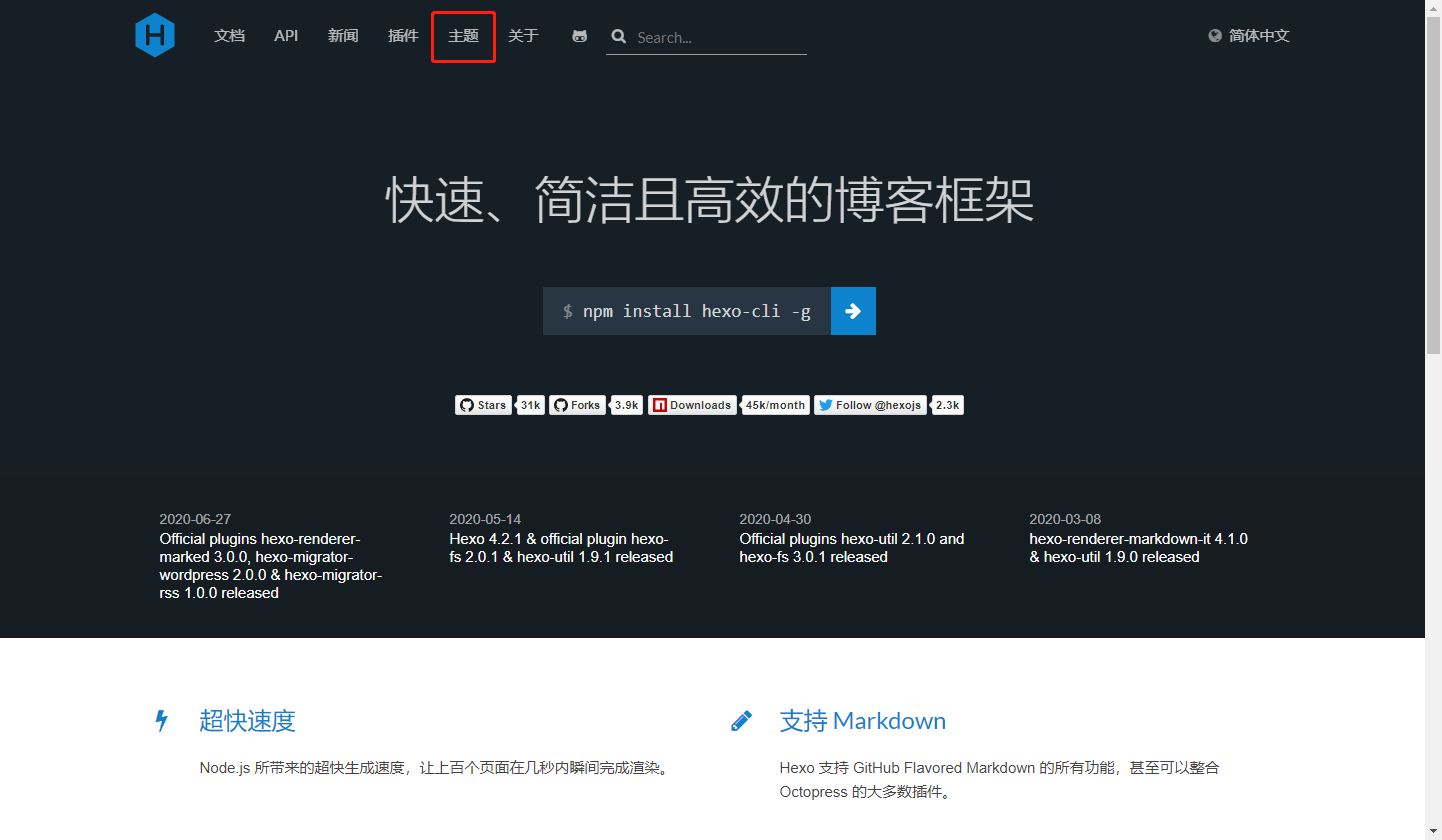 H 文档 API 新闻 插件 主题 关于 Search... 简体中文
快速、简洁且高效的博客框架
$ npm install hexo-cli -g
Stars 31k Forks 3.9k Downloads 45k/month Follow @hexojs 2.3k
2020-06-27
Official plugins hexo-renderer-
marked 3.0.0, hexo-migrator-
wordpress 2.0.0 & hexo-migrator-
rss 1.0.0 released
2020-05-14
Hexo 4.2.1 & official plugin hexo-
fs 2.0.1 & hexo-util 1.9.1 released
2020-04-30
Official plugins hexo-util 2.1.0 and
hexo-fs 3.0.1 released
2020-03-08
hexo-renderer-markdown-it 4.1.0
& hexo-util 1.9.0 released
超快速度
Node.js 所带来的超快生成速度，让上百个页面在几秒内瞬间完成渲染。
支持 Markdown
Hexo 支持 GitHub Flavored Markdown 的所有功能，甚至可以整合
Octopress 的大多数插件。